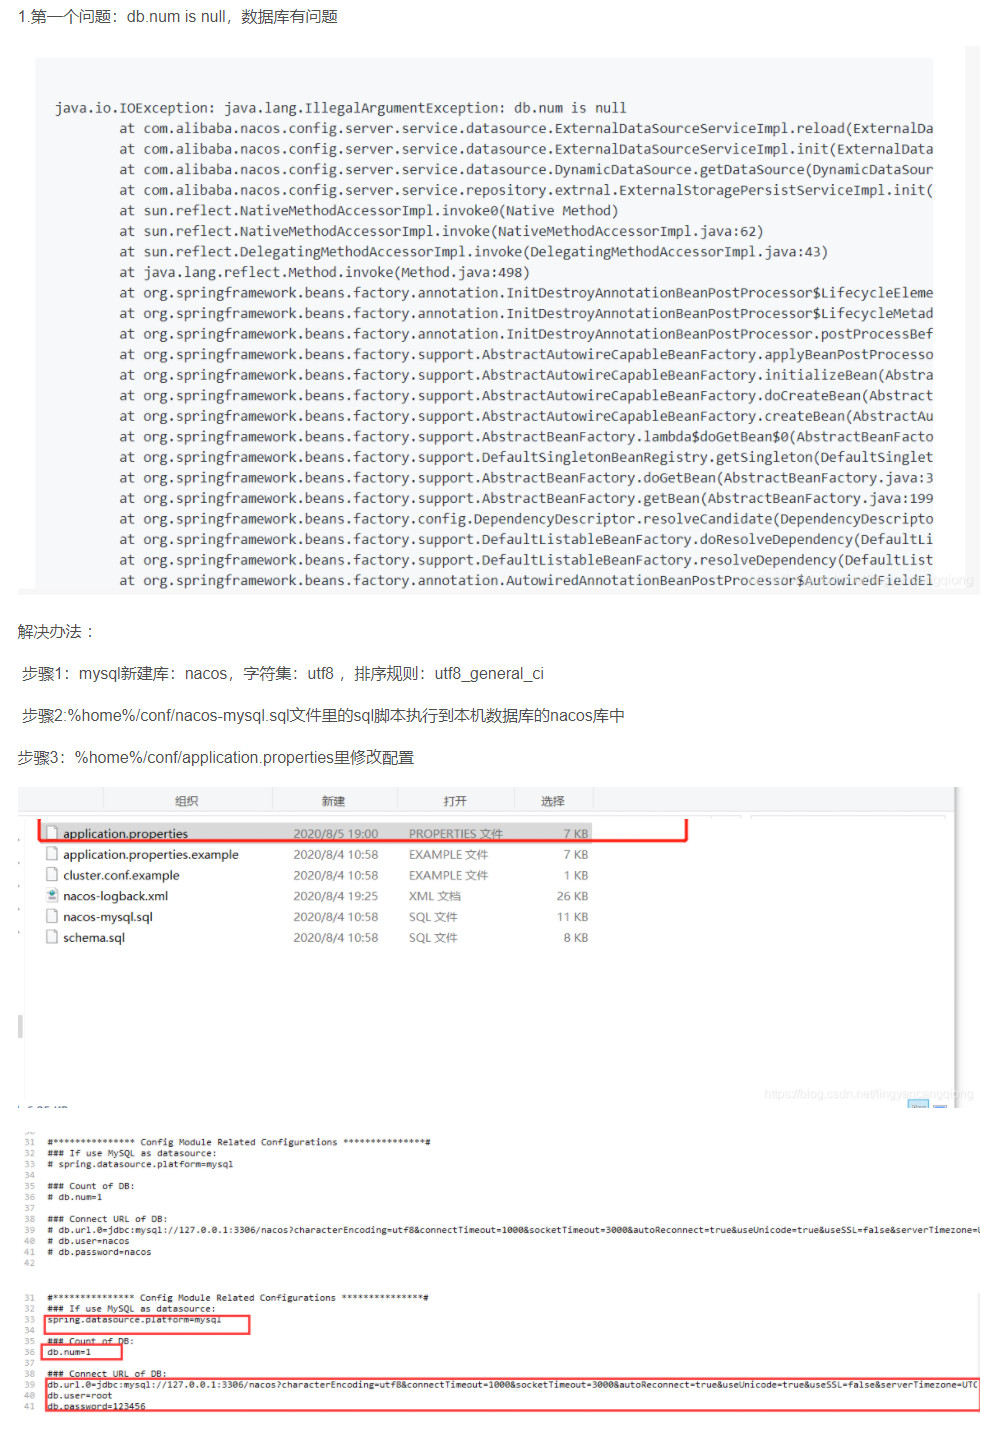 1.第一个问题：db.num is null，数据库有问题
java.io.IOException: java.lang.IllegalArgumentException: db.num is null
at com.alibaba.nacos.config.server.service.datasource.ExternalDataSourceServiceImpl.reload(ExternalDa
at com.alibaba.nacos.config.server.service.datasource.ExternalDataSourceServiceImpl.init(ExternalData
at com.alibaba.nacos.config.server.service.datasource.DynamicDataSource.getDataSource(DynamicDataSour
at com.alibaba.nacos.config.server.service.repository.extrnal.ExternalStoragePersistServiceImpl.init(
at sun.reflect.NativeMethodAccessorImpl.invoke0(Native Method)
at sun.reflect.NativeMethodAccessorImpl.invoke(NativeMethodAccessorImpl.java:62)
at sun.reflect.DelegatingMethodAccessorImpl.invoke(DelegatingMethodAccessorImpl.java:43)
at java.lang.reflect.Method.invoke(Method.java:498)
at org.springframework.beans.factory.annotation.InitDestroyAnnotationBeanPostProcessor$LifecycleEleme
at org.springframework.beans.factory.annotation.InitDestroyAnnotationBeanPostProcessor$LifecycleMetad
at org.springframework.beans.factory.annotation.InitDestroyAnnotationBeanPostProcessor.postProcessBef
at org.springframework.beans.factory.support.AbstractAutowireCapableBeanFactory.applyBeanPostProcesso
at org.springframework.beans.factory.support.AbstractAutowireCapableBeanFactory.initializeBean(Abstra
at org.springframework.beans.factory.support.AbstractAutowireCapableBeanFactory.doCreateBean(Abstract
at org.springframework.beans.factory.support.AbstractAutowireCapableBeanFactory.createBean(AbstractAu
at org.springframework.beans.factory.support.AbstractBeanFactory.lambda$doGetBean$0(AbstractBeanFacto
at org.springframework.beans.factory.support.DefaultSingletonBeanRegistry.getSingleton(DefaultSinglet
at org.springframework.beans.factory.support.AbstractBeanFactory.doGetBean(AbstractBeanFactory.java:3
at org.springframework.beans.factory.support.AbstractBeanFactory.getBean(AbstractBeanFactory.java:199
at org.springframework.beans.factory.config.DependencyDescriptor.resolveCandidate(DependencyDescripto
at org.springframework.beans.factory.support.DefaultListableBeanFactory.doResolveDependency(DefaultLi
at org.springframework.beans.factory.support.DefaultListableBeanFactory.resolveDependency(DefaultList
at org.springframework.beans.factory.annotation.AutowiredAnnotationBeanPostProcessor$AutowiredFieldEl
解决办法：
步骤1：mysql新建库：nacos，字符集：utf8 ，排序规则：utf8_general_ci
步骤2:%home%/conf/nacos-mysql.sql文件里的sql脚本执行到本机数据库的nacos库中
步骤3：%home%/conf/application.properties里修改配置
组织 新建 打开 选择
application.properties 2020/8/5 19:00 PROPERTIES 文件 7 KB
application.properties.example 2020/8/4 10:58 EXAMPLE 文件 7 KB
cluster.conf.example 2020/8/4 10:58 EXAMPLE 文件 1 KB
nacos-logback.xml 2020/8/4 19:25 XML 文档 26 KB
nacos-mysql.sql 2020/8/4 10:58 SQL 文件 11 KB
schema.sql 2020/8/4 10:58 SQL 文件 8 KB
31 #*************** Config Module Related Configurations ***************#
32 ### If use MySQL as datasource:
33 # spring.datasource.platform=mysql
34
35 ### Count of DB:
36 # db.num=1
37
38 ### Connect URL of DB:
39 # db.url.0=jdbc:mysql://127.0.0.1:3306/nacos?characterEncoding=utf8&connectTimeout=1000&socketTimeout=3000&autoReconnect=true&useUnicode=true&useSSL=false&serverTimezone=U
40 # db.user=nacos
41 # db.password=nacos
42
31 #*************** Config Module Related Configurations ***************#
32 ### If use MySQL as datasource:
33 spring.datasource.platform=mysql
34
35 ### Count of DB:
36 db.num=1
37
38 ### Connect URL of DB:
39 db.url.0=jdbc:mysql://127.0.0.1:3306/nacos?characterEncoding=utf8&connectTimeout=1000&socketTimeout=3000&autoReconnect=true&useUnicode=true&useSSL=false&serverTimezone=UTC
40 db.user=root
41 db.password=123456